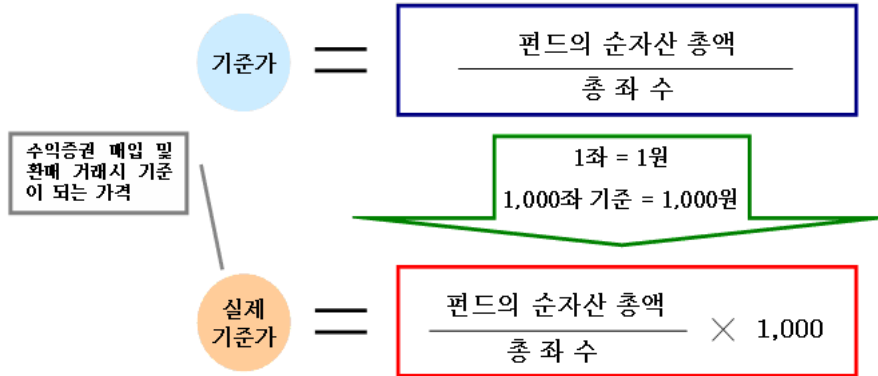 기준가
=
펀드의 순자산 총액
총 좌 수
수익증권 매입 및
환매 거래시 기준
이 되는 가격
1좌 = 1원
1,000좌 기준 = 1,000원
실제
기준가
=
펀드의 순자산 총액
총 좌 수
× 1,000